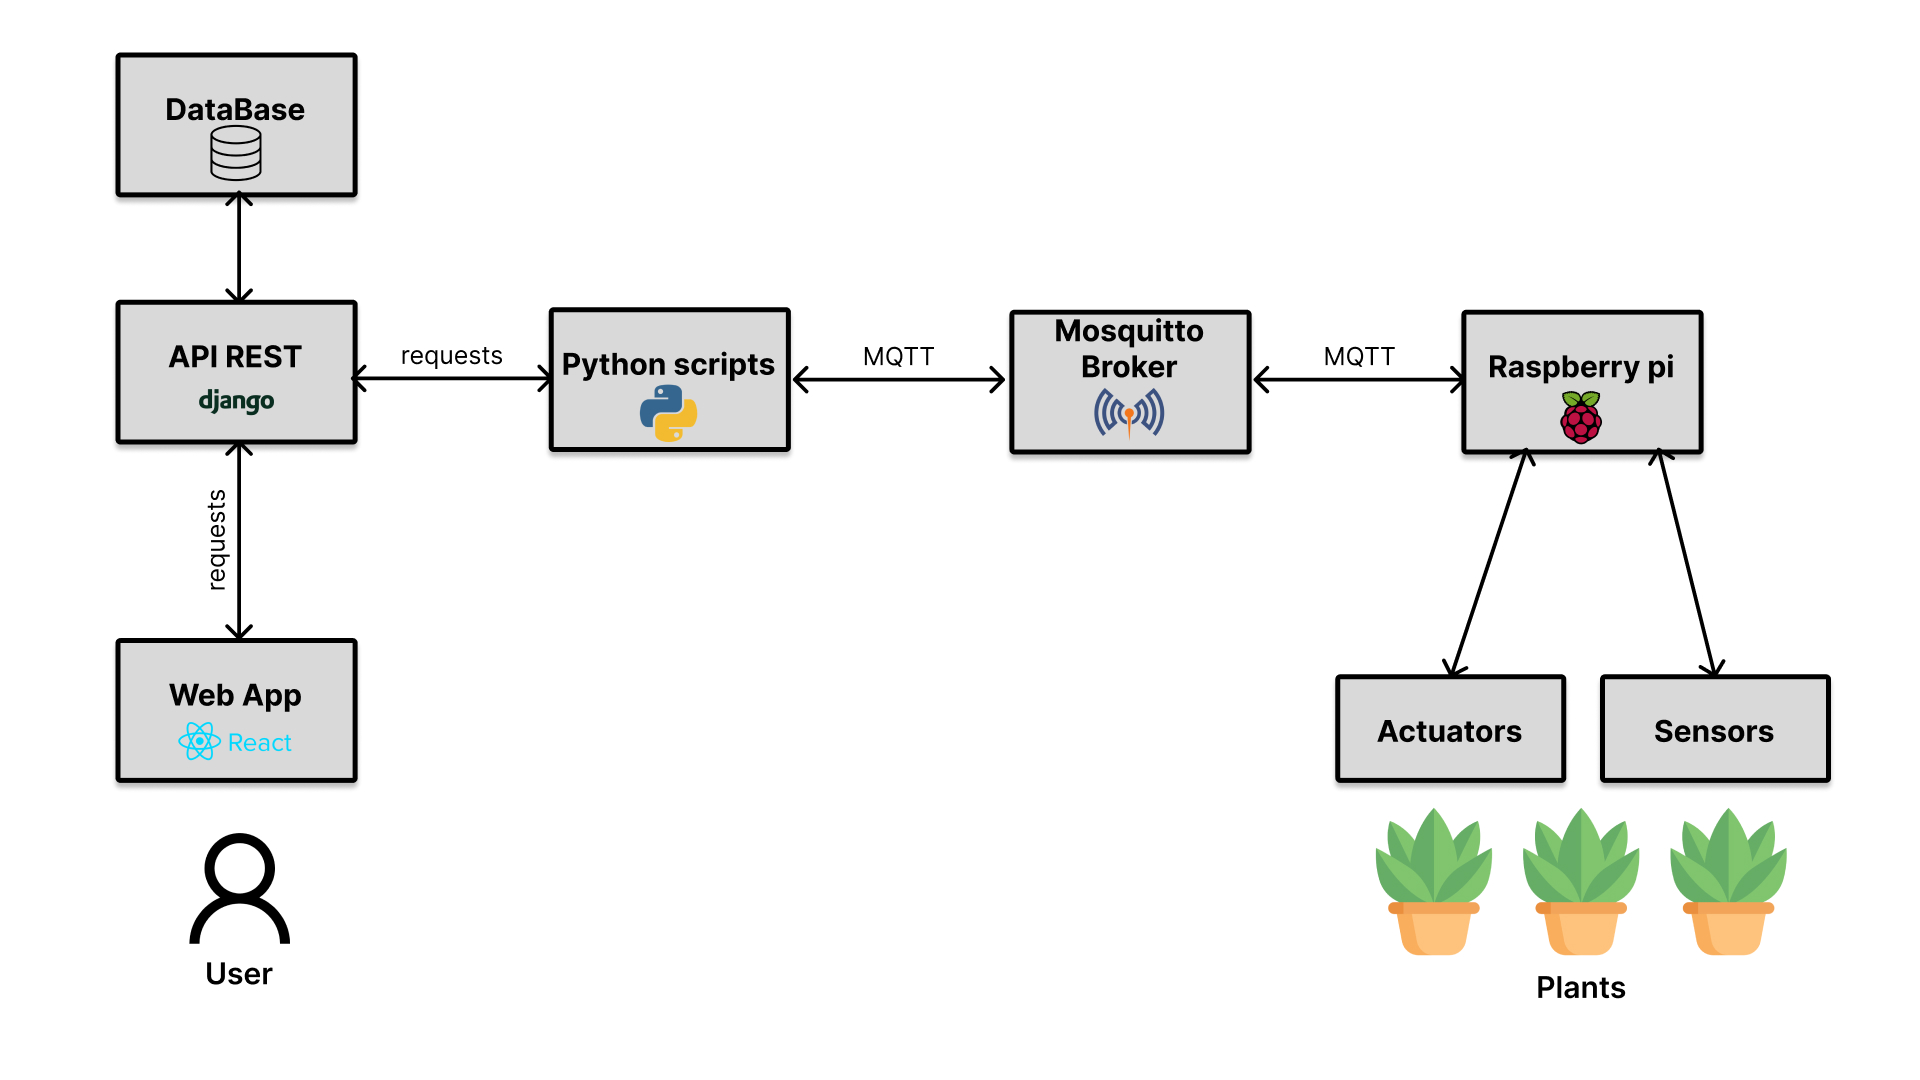 DataBase
API REST
django
requests
Python scripts
MQTT
Mosquitto
Broker
MQTT
Raspberry pi
requests
Web App
React
Actuators
Sensors
User
Plants